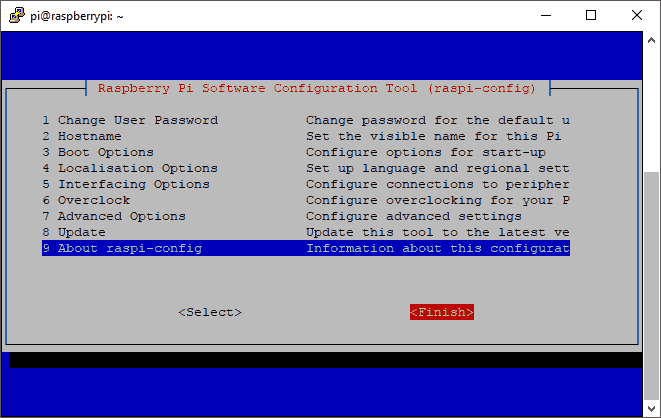 pi@raspberrypi: ~
Raspberry Pi Software Configuration Tool (raspi-config)
1 Change User Password Change password for the default u
2 Hostname Set the visible name for this Pi
3 Boot Options Configure options for start-up
4 Localisation Options Set up language and regional sett
5 Interfacing Options Configure connections to peripher
6 Overclock Configure overclocking for your P
7 Advanced Options Configure advanced settings
8 Update Update this tool to the latest ve
9 About raspi-config Information about this configurat
<Select> <Finish>